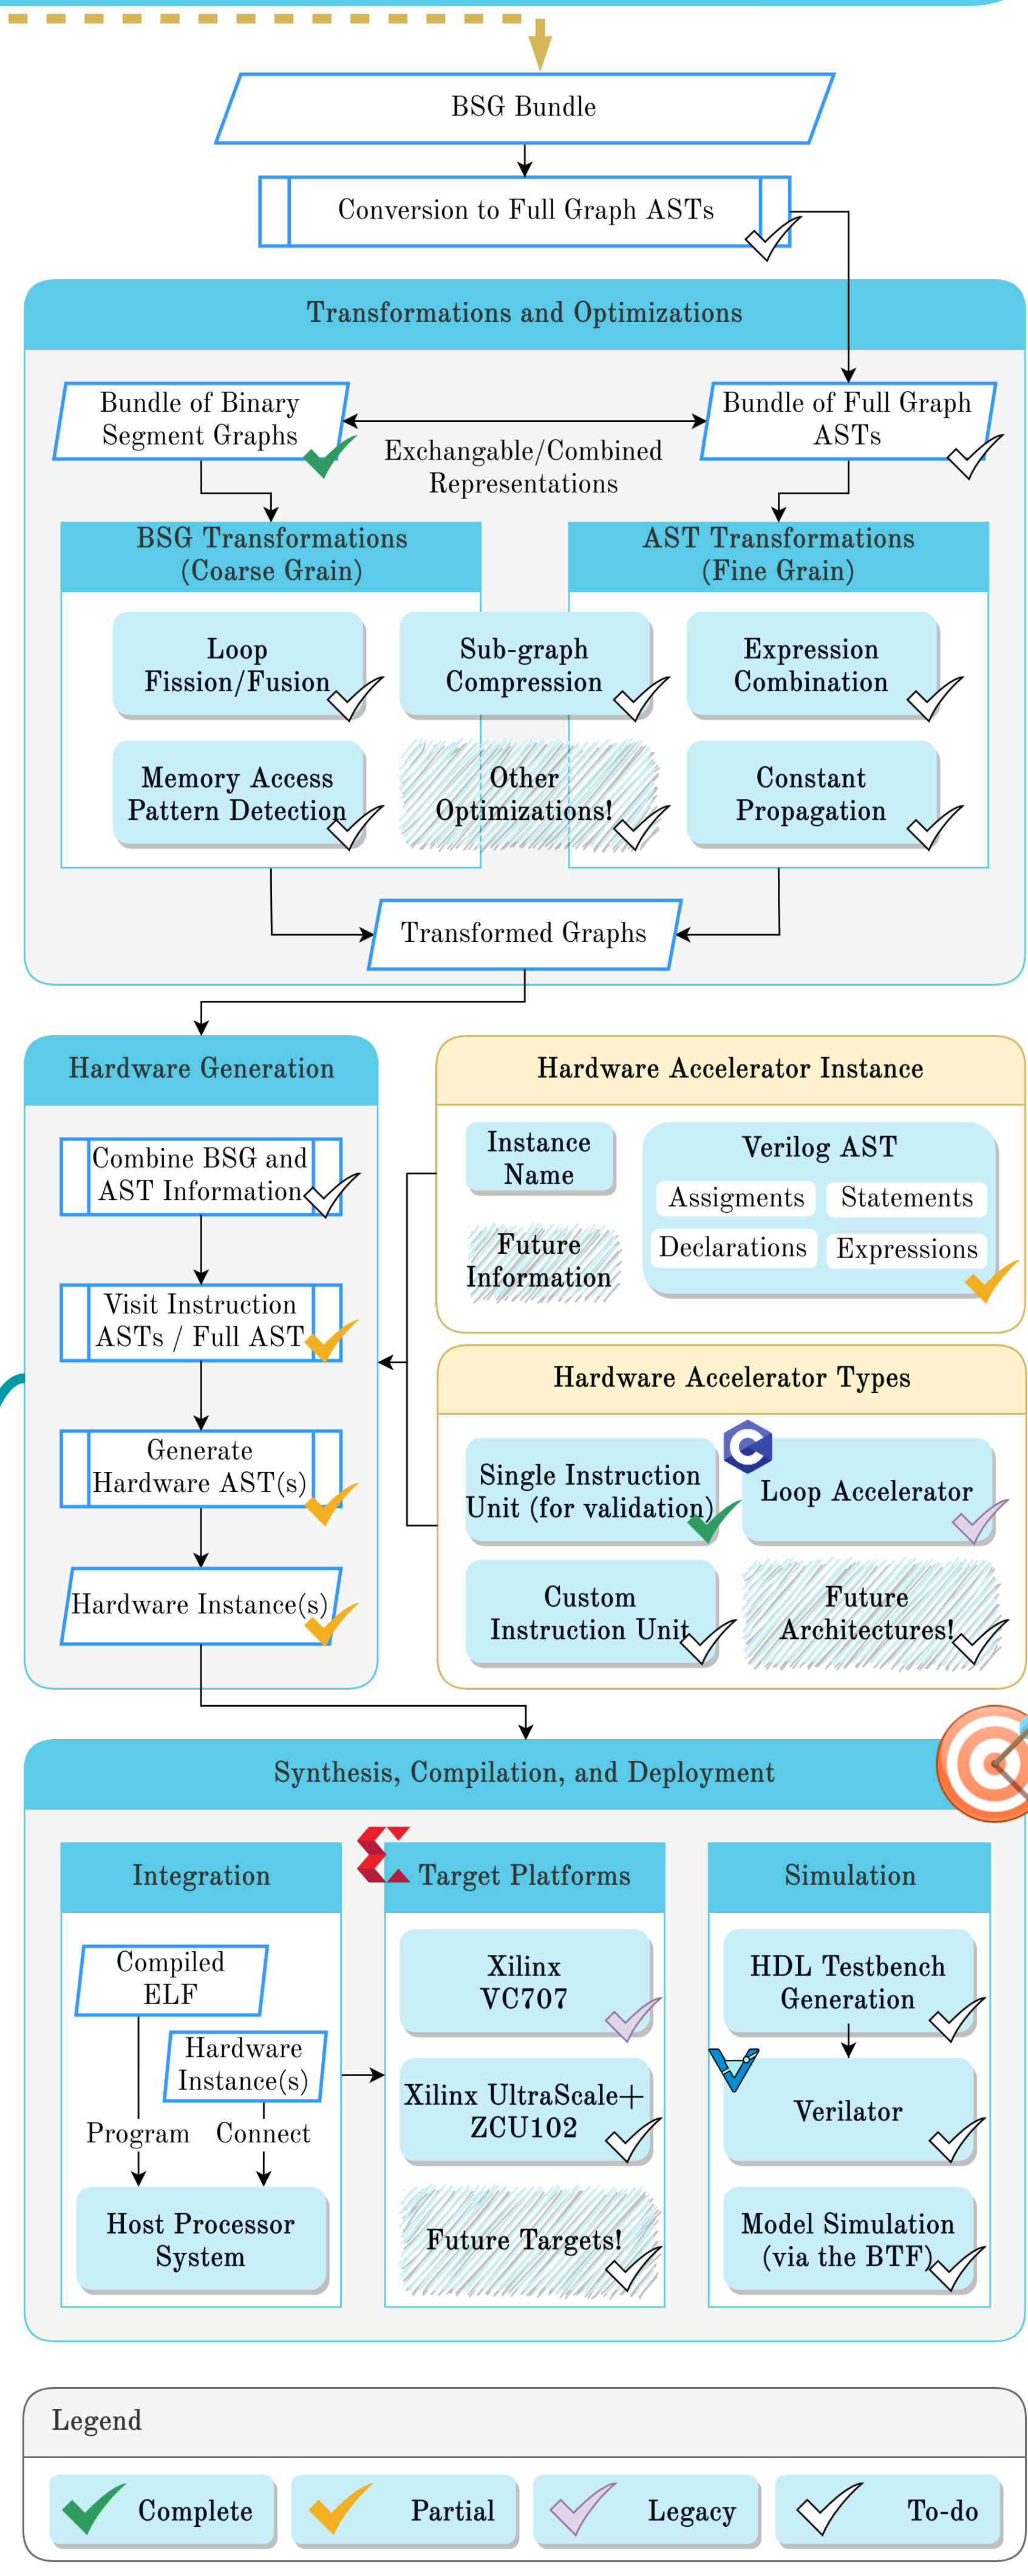 BSG Bundle
Conversion to Full Graph ASTs
Transformations and Optimizations
Bundle of Binary
Segment Graphs
Bundle of Full Graph
ASTs
Exchangable/Combined
Representations
BSG Transformations
(Coarse Grain)
AST Transformations
(Fine Grain)
Loop
Fission/Fusion
Sub-graph
Compression
Expression
Combination
Memory Access
Pattern Detection
Other
Optimizations!
Constant
Propagation
Transformed Graphs
Hardware Generation
Combine BSG and
AST Information
Visit Instruction
ASTs / Full AST
Generate
Hardware AST(s)
Hardware Instance(s)
Hardware Accelerator Instance
Instance
Name
Future
Information
Verilog AST
Assigments
Statements
Declarations
Expressions
Hardware Accelerator Types
Single Instruction
Unit (for validation)
C
Loop Accelerator
Custom
Instruction Unit
Future
Architectures!
Synthesis, Compilation, and Deployment
Integration
Compiled
ELF
Hardware
Instance(s)
Program
Connect
Host Processor
System
Target Platforms
Xilinx
VC707
Xilinx UltraScale+
ZCU102
Future Targets!
Simulation
HDL Testbench
Generation
Verilator
Model Simulation
(via the BTF)
Legend
Complete
Partial
Legacy
To-do